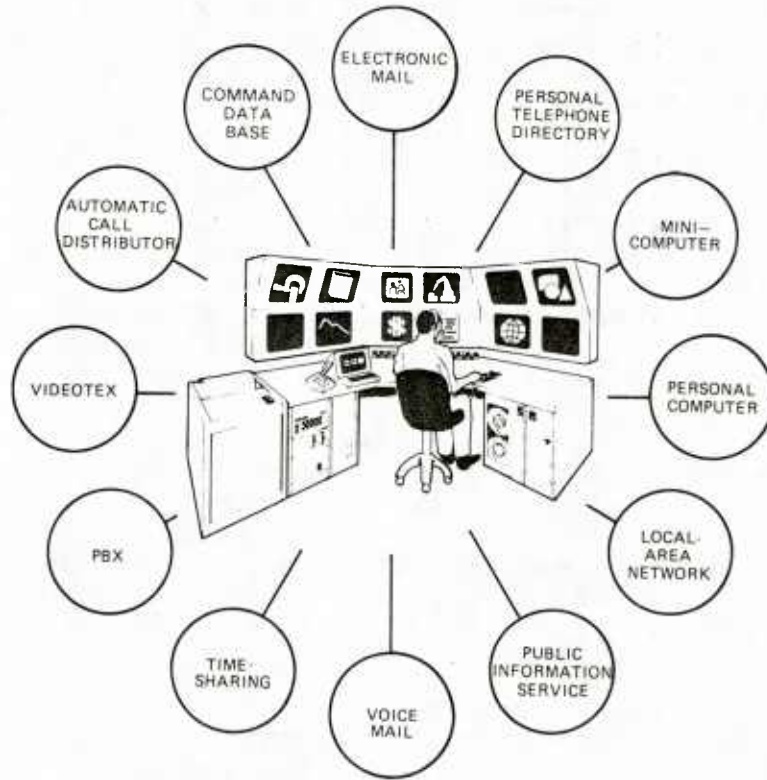 ELECTRONIC
MAIL
PERSONAL
TELEPHONE
DIRECTORY
MINI-
COMPUTER
PERSONAL
COMPUTER
LOCAL-
AREA
NETWORK
PUBLIC
INFORMATION
SERVICE
VOICE
MAIL
TIME-
SHARING
PBX
VIDEOTEX
AUTOMATIC
CALL
DISTRIBUTOR
COMMAND
DATA
BASE